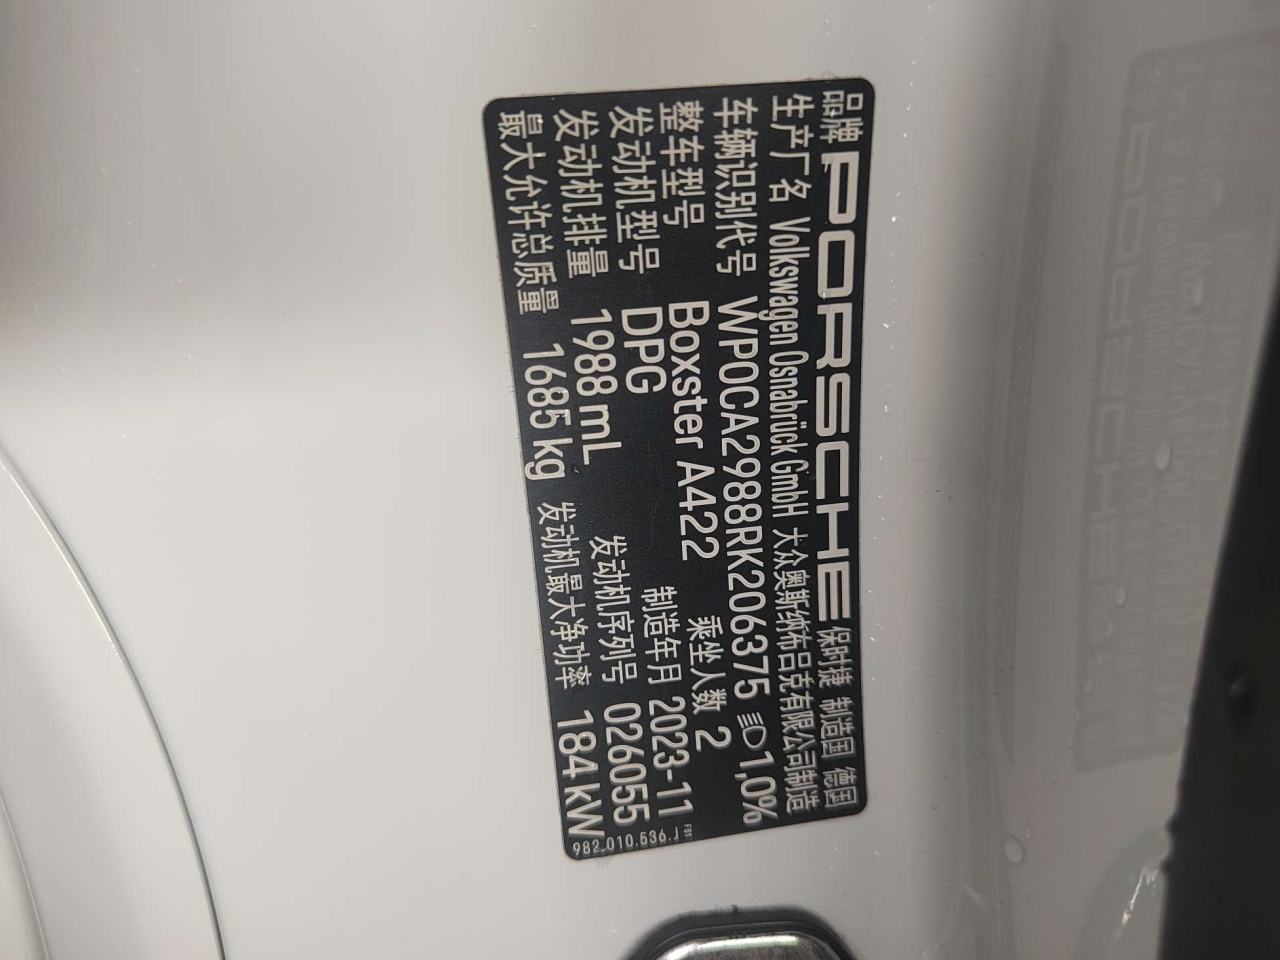 品牌 PORSCHE 保时捷 制造国 德国
生产厂名 Volkswagen Osnabrück GmbH 大众奥斯纳布吕克有限公司制造
车辆识别代号 WP0CA2988RK206375 1,0%
整车型号 Boxster A422 乘坐人数 2
发动机型号 DPG 制造年月 2023-11
发动机排量 1988 mL 发动机序列号 026055
最大允许总质量 1685 kg 发动机最大净功率 184 kW
982.010.536.J